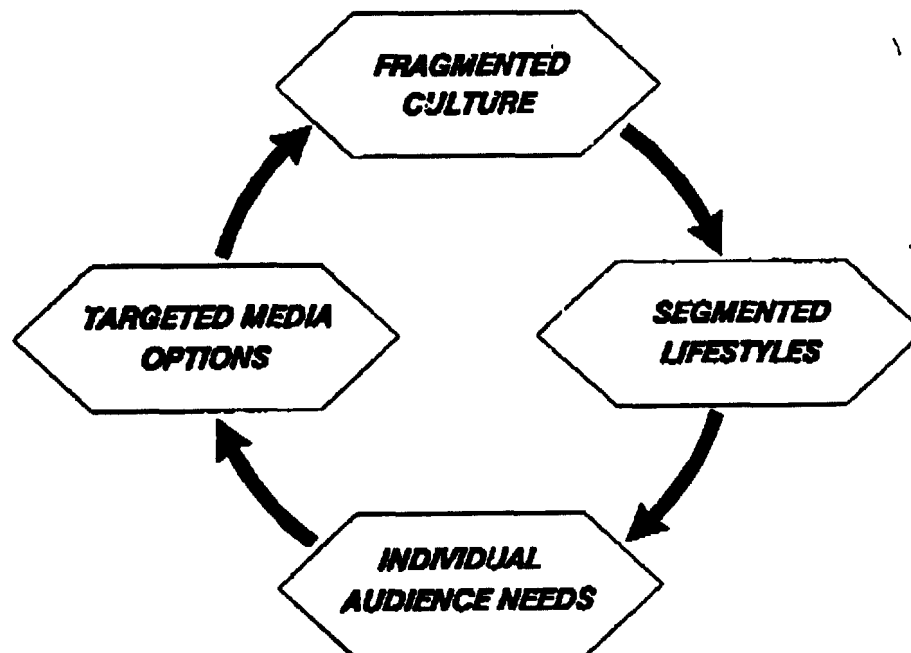 FRAGMENTED
CULTURE
TARGETED MEDIA
OPTIONS
SEGMENTED
LIFESTYLES
INDIVIDUAL
AUDIENCE NEEDS